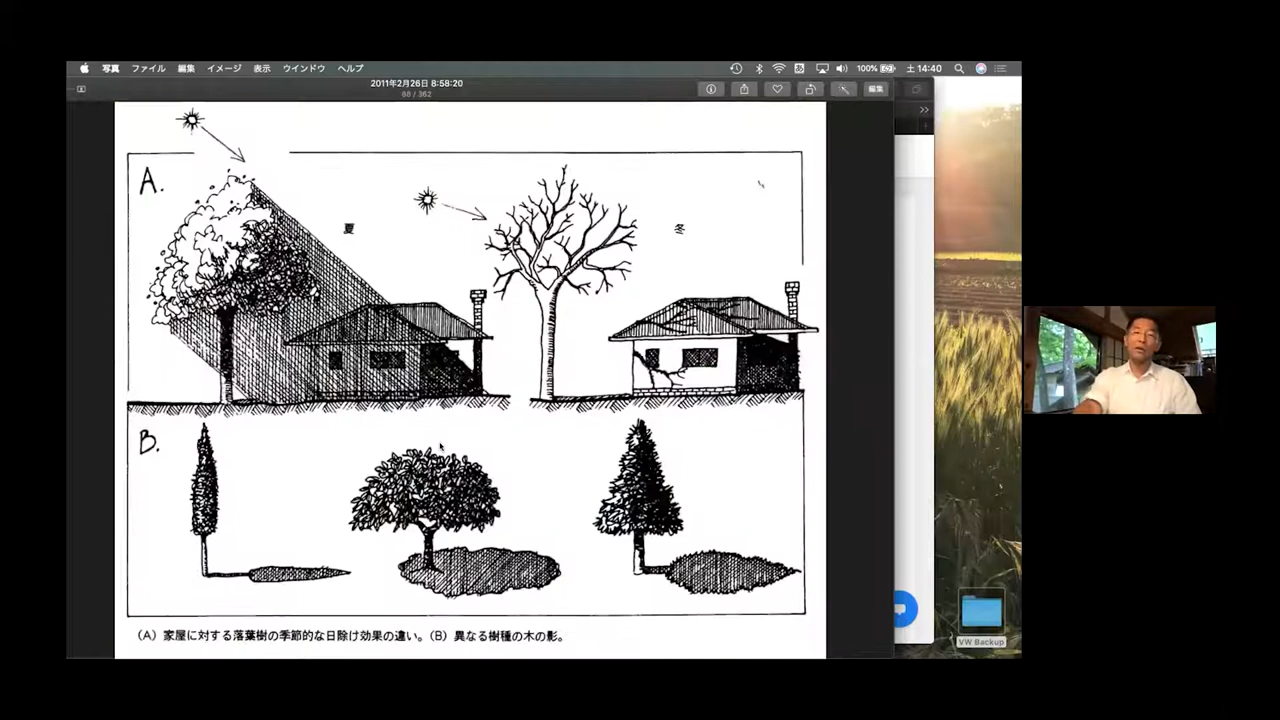 写真 ファイル 編集 イメージ 表示 ウインドウ ヘルプ
あ 100% 土14:40
2011年2月26日 8:58:20
88 / 362
編集
A.
夏
冬
B.
(A) 家屋に対する落葉樹の季節的な日除け効果の違い。(B) 異なる樹種の木の影。
VW Backup